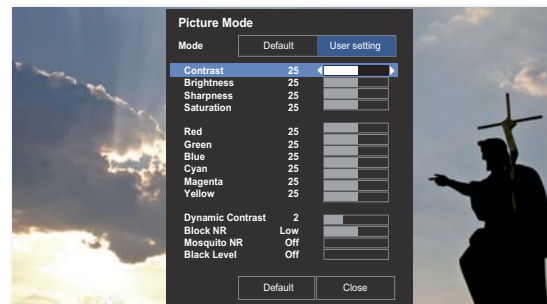 Picture Mode
Mode Default User setting
Contrast 25
Brightness 25
Sharpness 25
Saturation 25
Red 25
Green 25
Blue 25
Cyan 25
Magenta 25
Yellow 25
Dynamic Contrast 2
Block NR Low
Mosquito NR Off
Black Level Off
Default Close